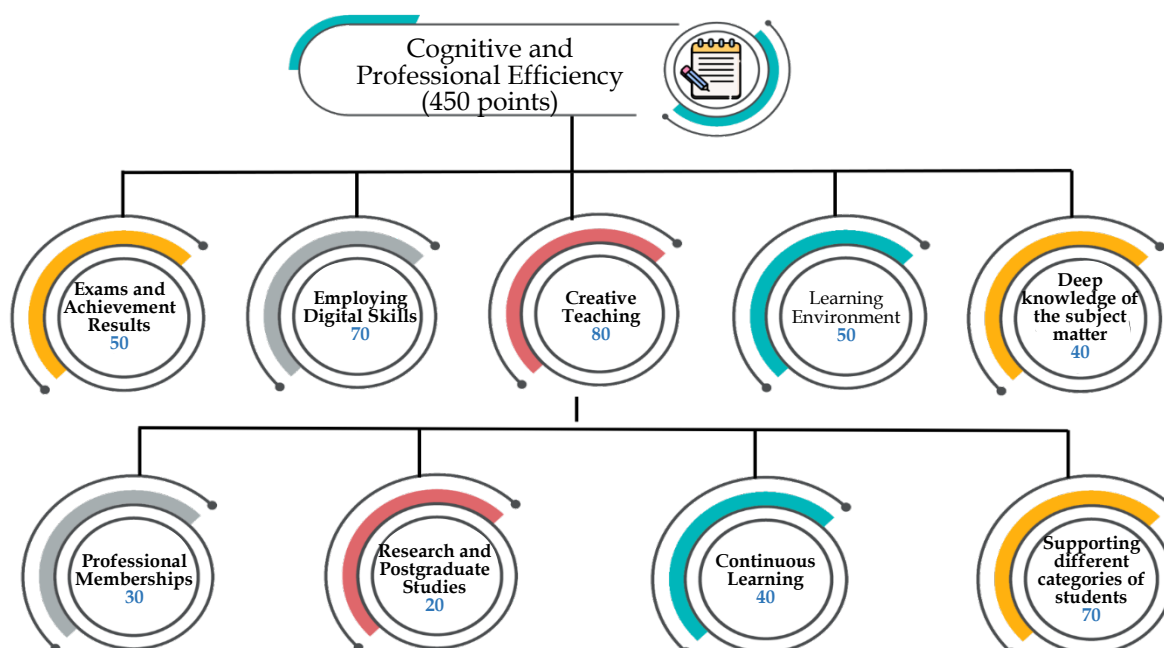 Cognitive and
Professional Efficiency
(450 points)
Exams and
Achievement
Results
50
Employing
Digital Skills
70
Creative
Teaching
80
Learning
Environment
50
Deep
knowledge of
the subject
matter
40
Professional
Memberships
30
Research and
Postgraduate
Studies
20
Continuous
Learning
40
Supporting
different
categories of
students
70